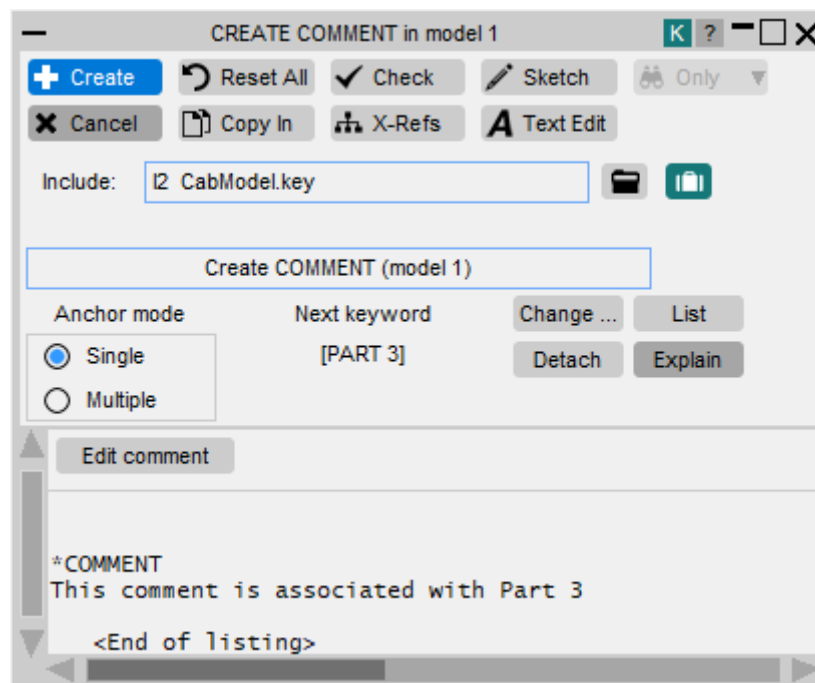 CREATE COMMENT in model 1 K ?
Create Reset All Check Sketch Only
Cancel Copy In X-Refs Text Edit
Include: I2 CabModel.key
Create COMMENT (model 1)
Anchor mode Next keyword Change ... List
Single [PART 3] Detach Explain
Multiple
Edit comment
*COMMENT
This comment is associated with Part 3
<End of listing>